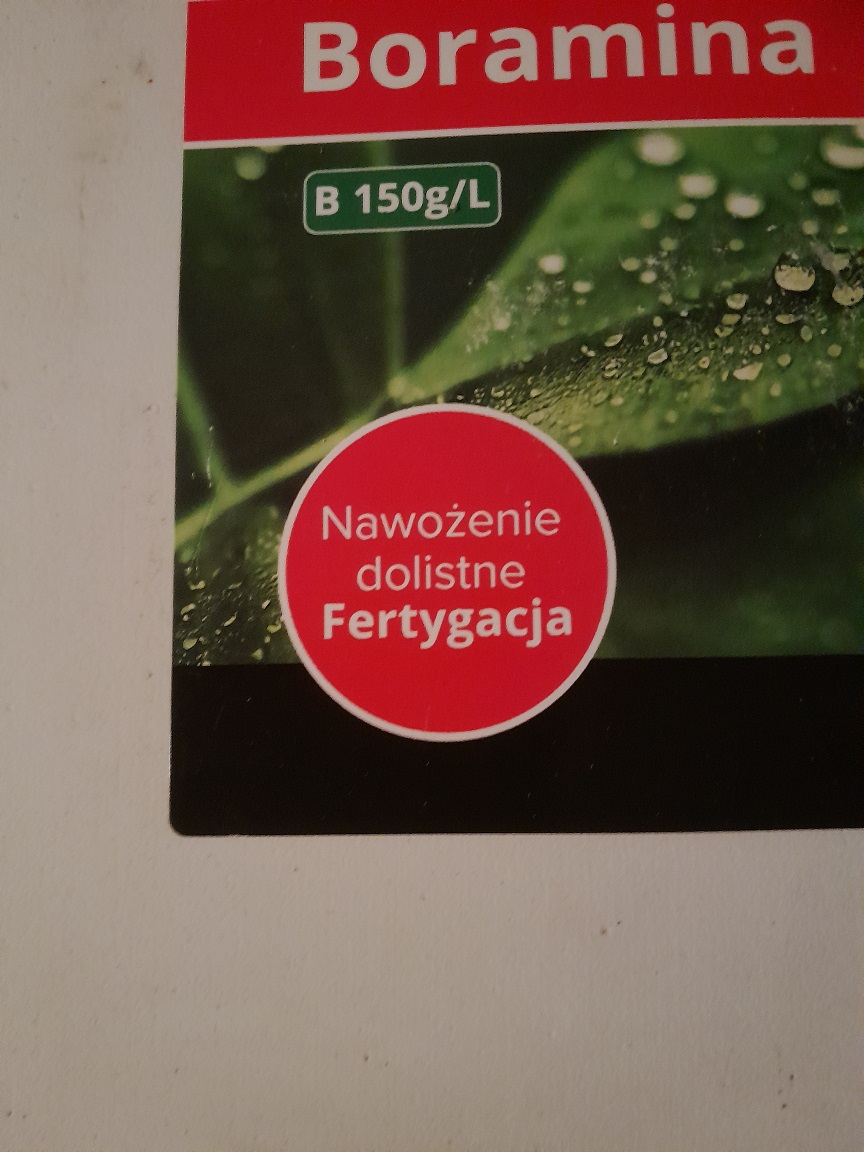 Boramina
B 150g/L
Nawożenie
dolistne
Fertygacja